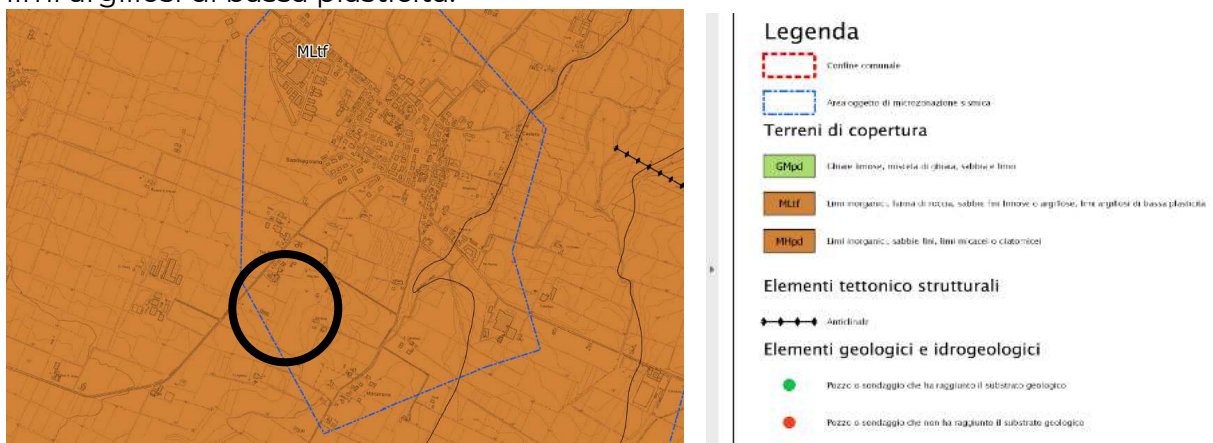 limi argillosi di bassa plasticità.
MLtf
Legenda
Confine comunale
Area oggetto di microzonazione sismica
Terreni di copertura
GMpd
Ghiaie limose, miscela di ghiaia, sabbia e limo
MLtf
Limi inorganici, farina di roccia, sabbie fini limose o argillose, limi argillosi di bassa plasticità
MHpd
Limi inorganici, sabbie fini, limi micacei o diatomicei
Elementi tettonico strutturali
Anticlinale
Elementi geologici e idrogeologici
Pozzo o sondaggio che ha raggiunto il substrato geologico
Pozzo o sondaggio che non ha raggiunto il substrato geologico